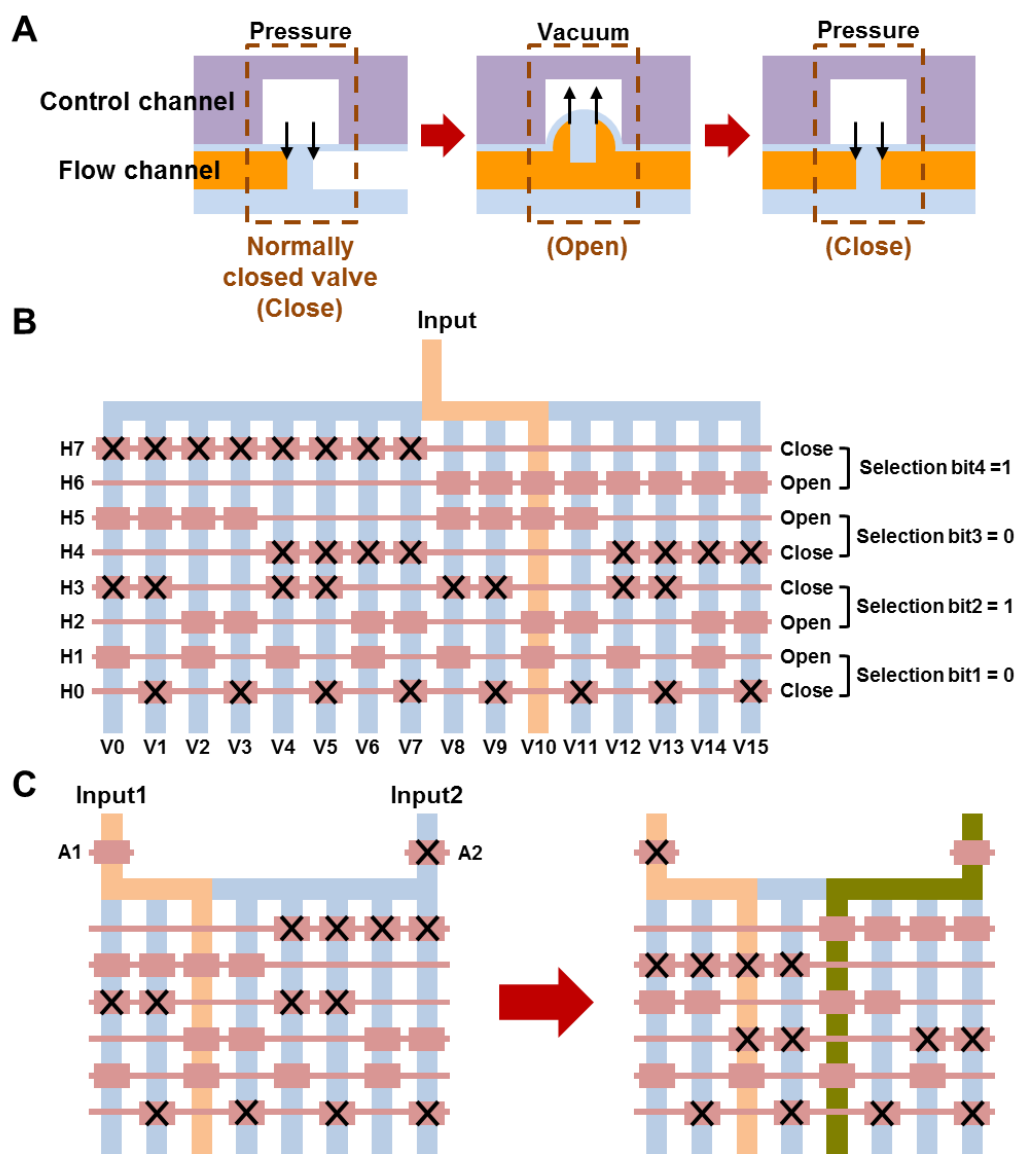 A
Pressure
Vacuum
Pressure
Control channel
Flow channel
Normally
closed valve
(Close)
(Open)
(Close)
B
Input
H7
Close
H6
Open
Selection bit4 =1
H5
Open
H4
Close
Selection bit3 = 0
H3
Close
H2
Open
Selection bit2 = 1
H1
Open
H0
Close
Selection bit1 = 0
V0 V1 V2 V3 V4 V5 V6 V7 V8 V9 V10 V11 V12 V13 V14 V15
C
Input1
Input2
A1
A2